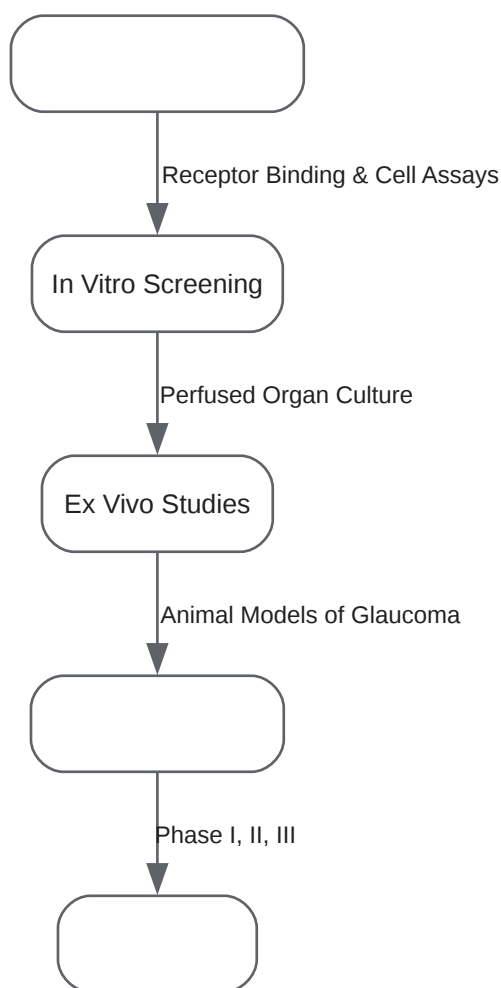 Receptor Binding & Cell Assays
In Vitro Screening
Perfused Organ Culture
Ex Vivo Studies
Animal Models of Glaucoma
Phase I, II, III